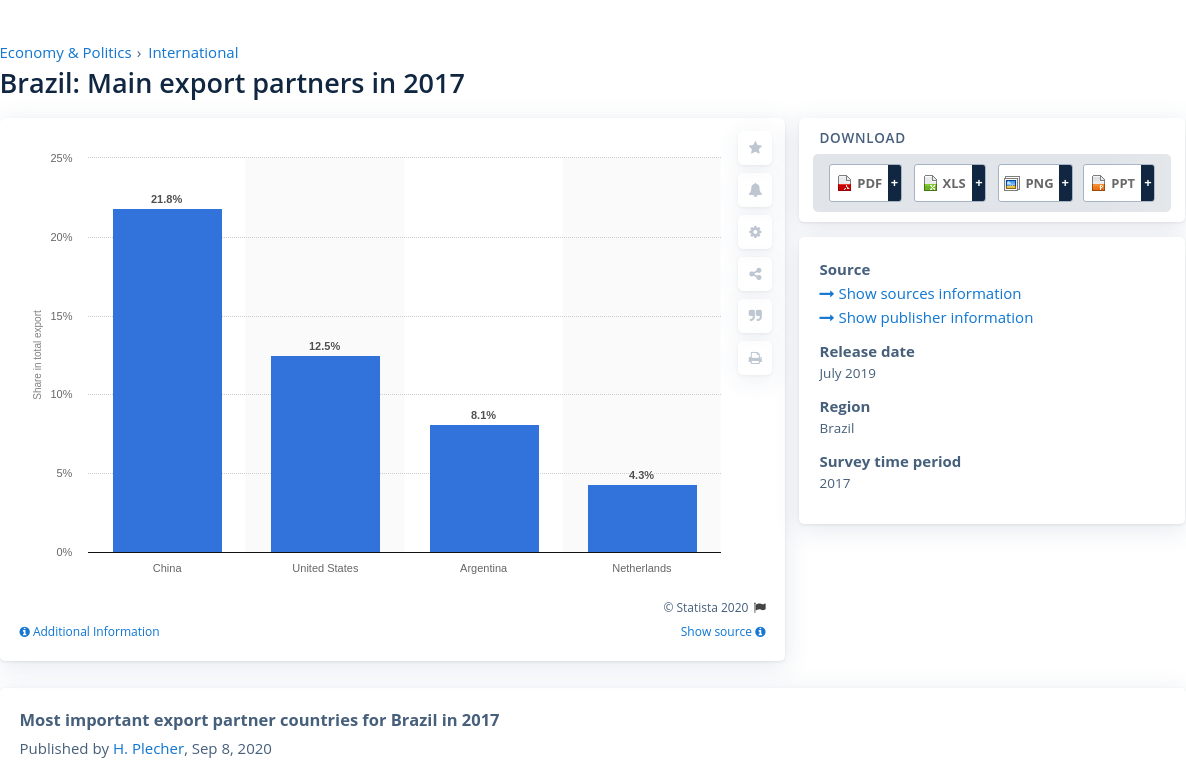 Economy & Politics › International
Brazil: Main export partners in 2017
25%
20%
15%
10%
5%
0%
Share in total export
21.8%
12.5%
8.1%
4.3%
China
United States
Argentina
Netherlands
© Statista 2020
Additional Information
Show source
DOWNLOAD
PDF +
XLS +
PNG +
PPT +
Source
Show sources information
Show publisher information
Release date
July 2019
Region
Brazil
Survey time period
2017
Most important export partner countries for Brazil in 2017
Published by H. Plecher, Sep 8, 2020